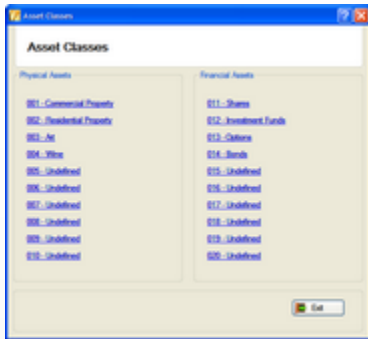 Asset Classes
Asset Classes
Physical Assets
001 - Commercial Property
002 - Residential Property
003 - Art
004 - Wine
005 - Undefined
006 - Undefined
007 - Undefined
008 - Undefined
009 - Undefined
010 - Undefined
Financial Assets
011 - Shares
012 - Investment Funds
013 - Options
014 - Bonds
015 - Undefined
016 - Undefined
017 - Undefined
018 - Undefined
019 - Undefined
020 - Undefined
Exit